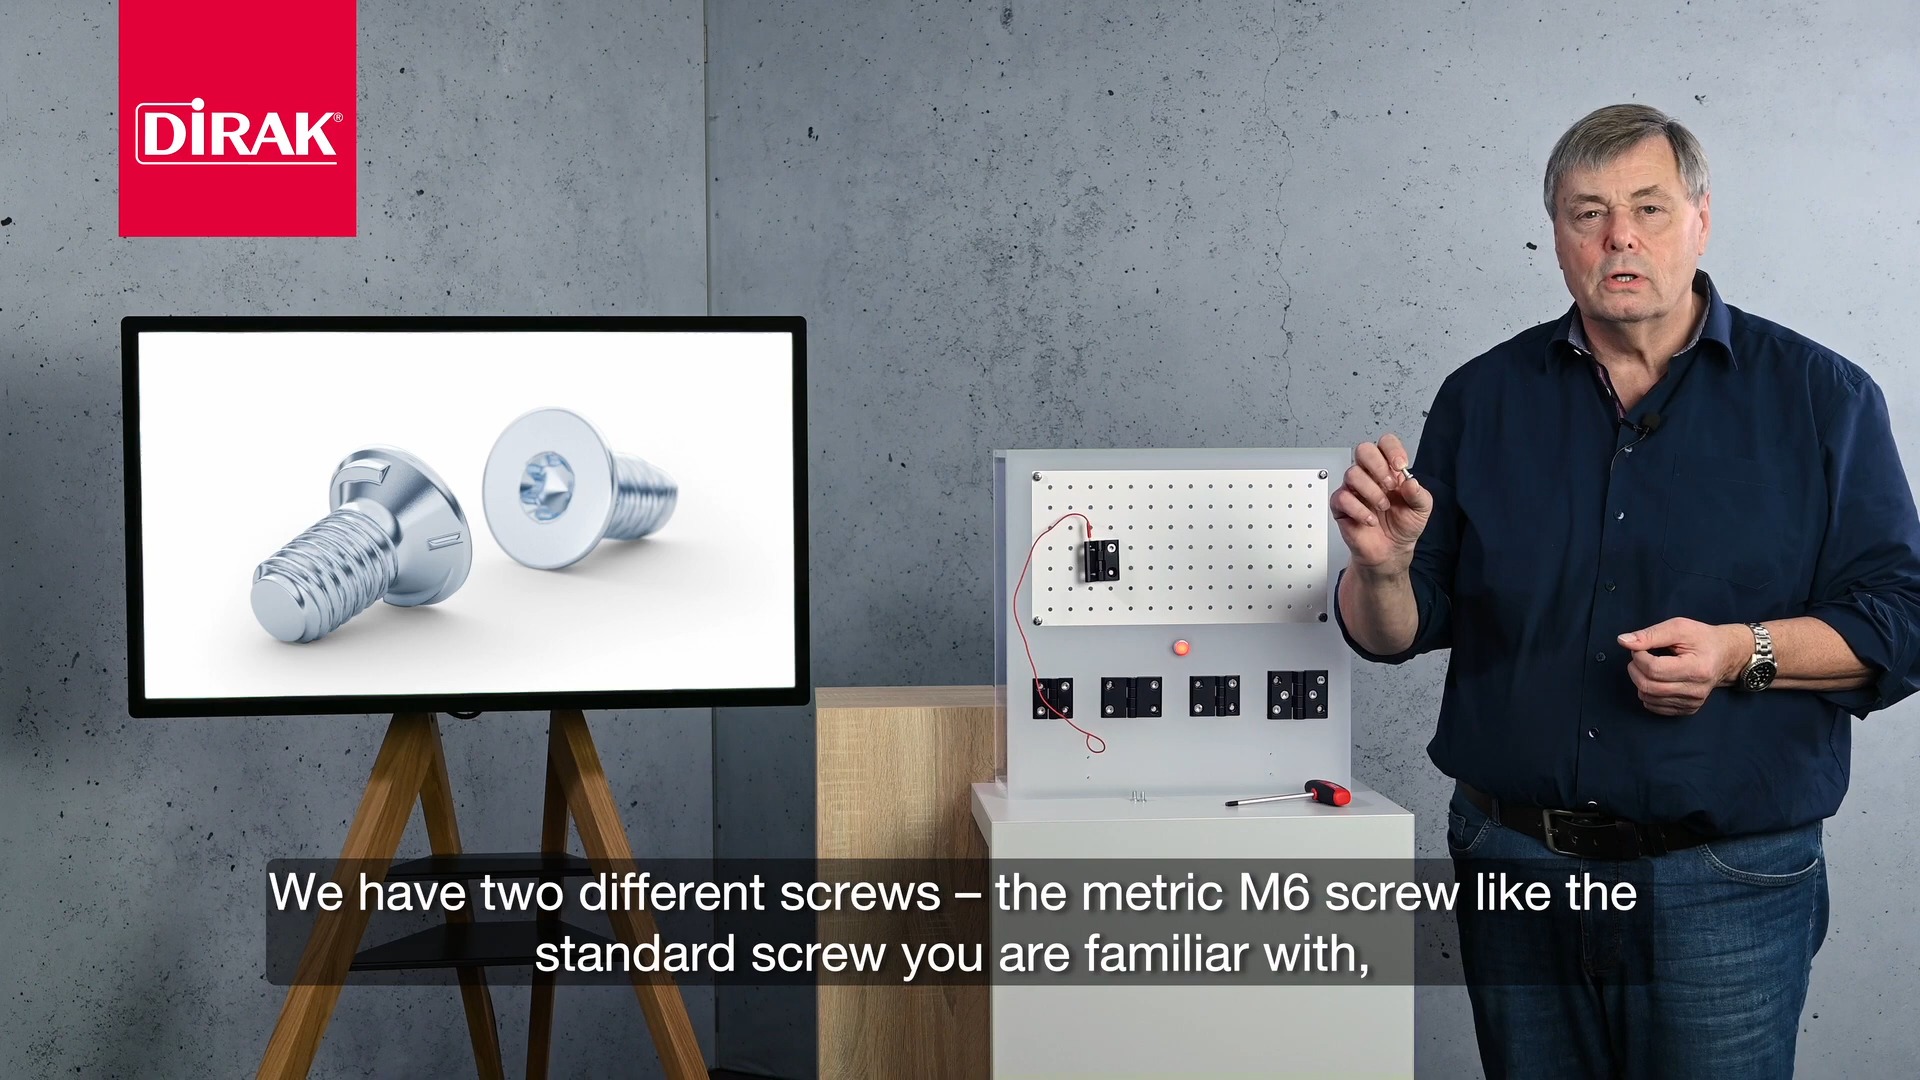 DiRAK®
We have two different screws – the metric M6 screw like the
standard screw you are familiar with,